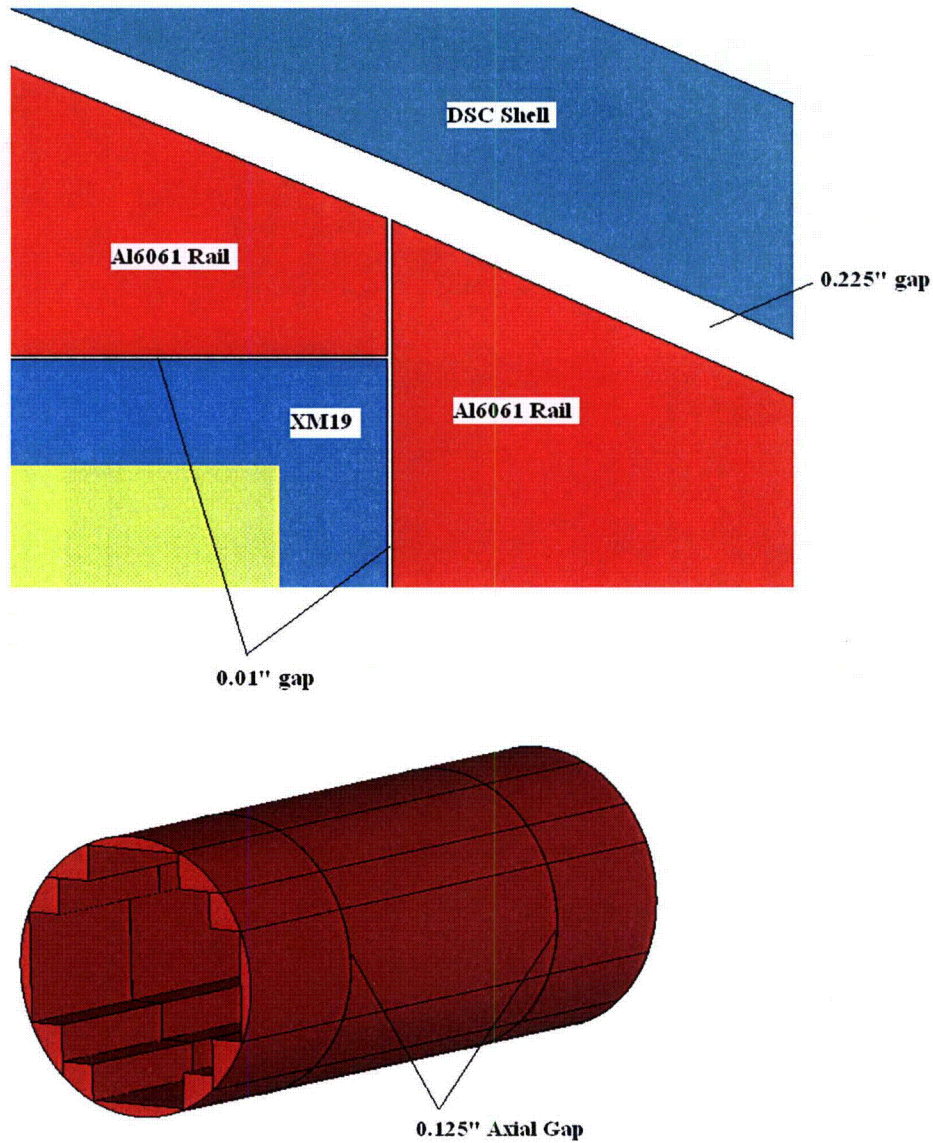 DSC Shell
Al6061 Rail
0.225" gap
XM19
Al6061 Rail
0.01" gap
0.125" Axial Gap